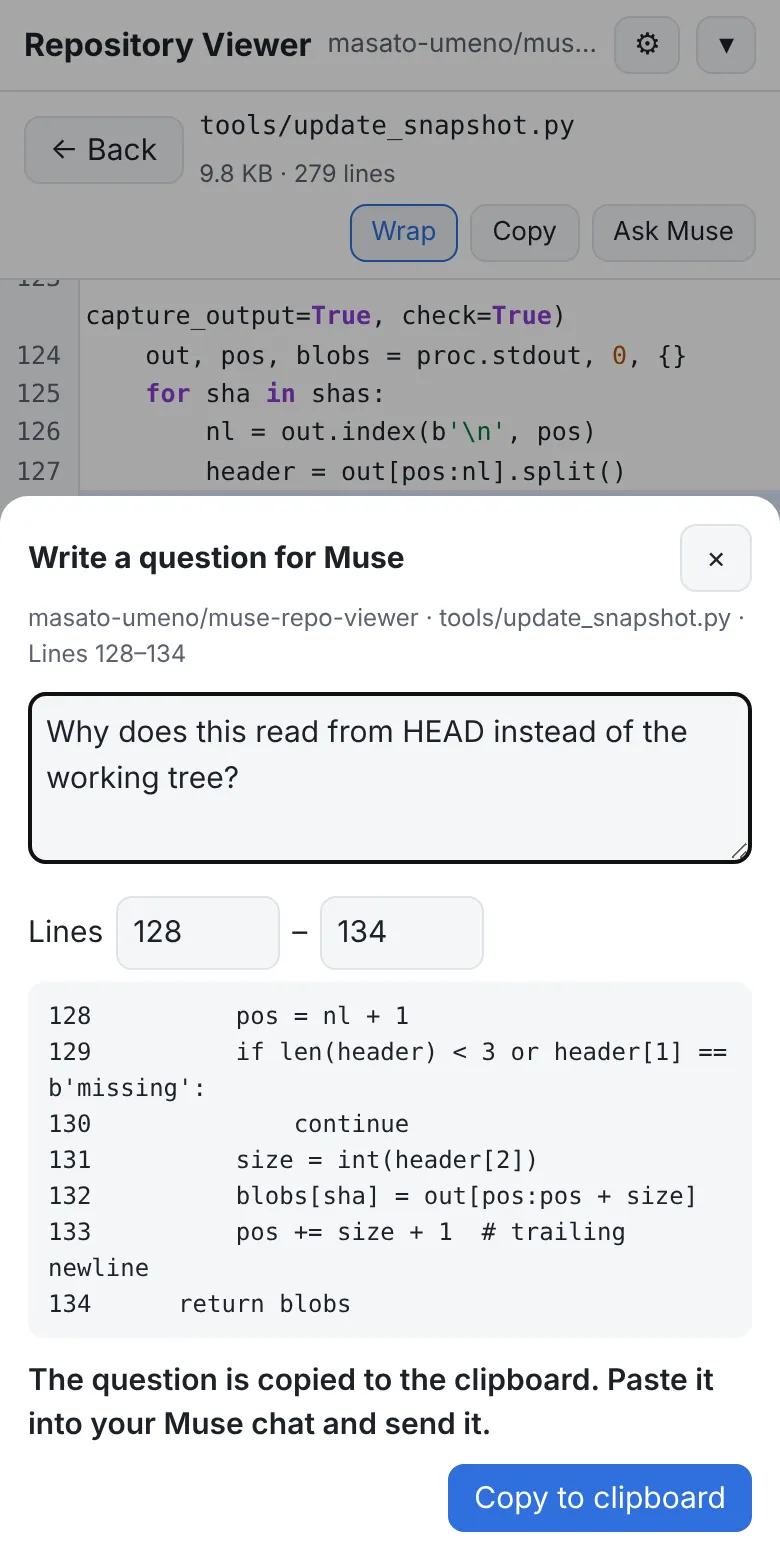 Repository Viewer masato-umeno/mus... ⚙ ▼
← Back
tools/update_snapshot.py
9.8 KB · 279 lines
Wrap Copy Ask Muse
capture_output=True, check=True)
124     out, pos, blobs = proc.stdout, 0, {}
125     for sha in shas:
126         nl = out.index(b'\n', pos)
127         header = out[pos:nl].split()
Write a question for Muse ×
masato-umeno/muse-repo-viewer · tools/update_snapshot.py ·
Lines 128–134
Why does this read from HEAD instead of the
working tree?
Lines 128 – 134
128         pos = nl + 1
129         if len(header) < 3 or header[1] ==
b'missing':
130             continue
131         size = int(header[2])
132         blobs[sha] = out[pos:pos + size]
133         pos += size + 1  # trailing
newline
134     return blobs
The question is copied to the clipboard. Paste it
into your Muse chat and send it.
Copy to clipboard